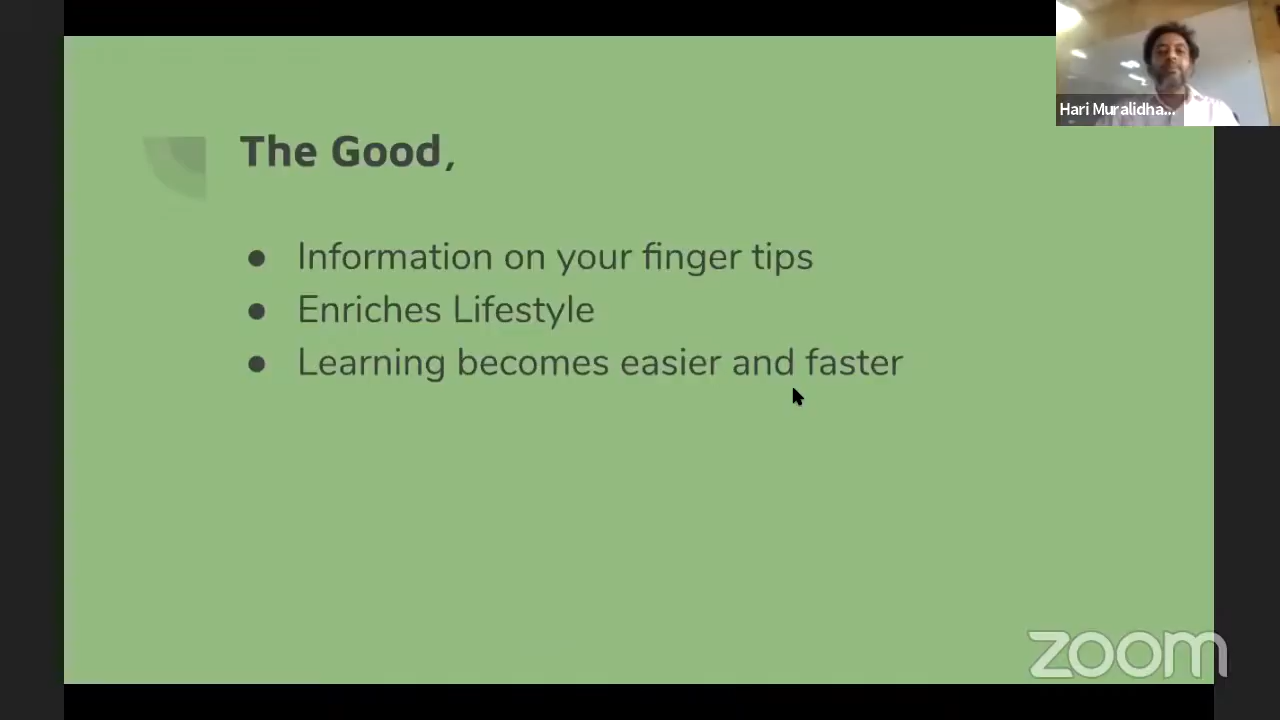 Hari Muralidha...
The Good,
● Information on your finger tips
● Enriches Lifestyle
● Learning becomes easier and faster
zoom